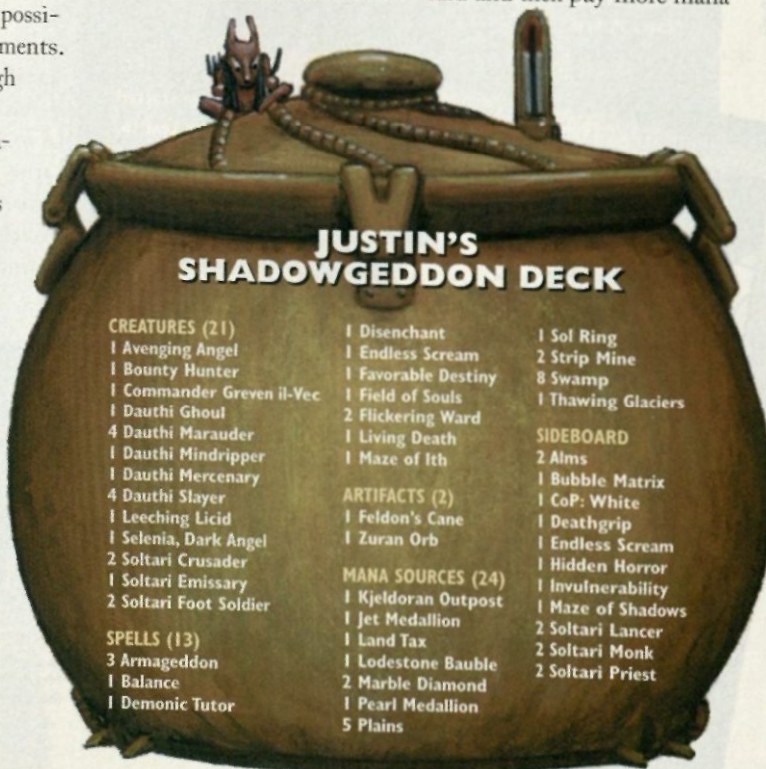 possi-
ments.
gh
JUSTIN'S
SHADOWGEDDON DECK
CREATURES (21)
1 Avenging Angel
1 Bounty Hunter
1 Commander Greven il-Vec
1 Dauthi Ghoul
4 Dauthi Marauder
1 Dauthi Mindripper
1 Dauthi Mercenary
4 Dauthi Slayer
1 Leeching Licid
1 Selenia, Dark Angel
2 Soltari Crusader
1 Soltari Emissary
2 Soltari Foot Soldier
SPELLS (13)
3 Armageddon
1 Balance
1 Demonic Tutor
1 Disenchant
1 Endless Scream
1 Favorable Destiny
1 Field of Souls
2 Flickering Ward
1 Living Death
1 Maze of Ith
ARTIFACTS (2)
1 Feldon's Cane
1 Zuran Orb
MANA SOURCES (24)
1 Kjeldoran Outpost
1 Jet Medallion
1 Land Tax
1 Lodestone Bauble
2 Marble Diamond
1 Pearl Medallion
5 Plains
1 Sol Ring
2 Strip Mine
8 Swamp
1 Thawing Glaciers
SIDEBOARD
2 Alms
1 Bubble Matrix
1 CoP: White
1 Deathgrip
1 Endless Scream
1 Hidden Horror
1 Invulnerability
1 Maze of Shadows
2 Soltari Lancer
2 Soltari Monk
2 Soltari Priest